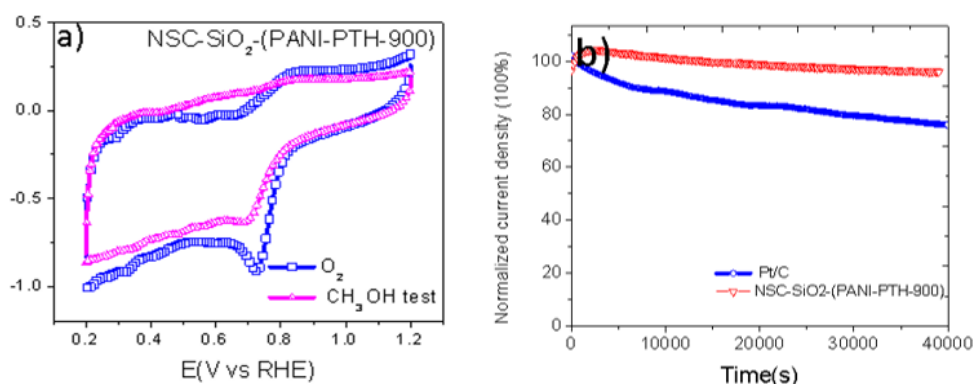 a)
NSC-SiO₂-(PANI-PTH-900)
0.5
0.0
-0.5
-1.0
O₂
CH₃OH test
0.2 0.4 0.6 0.8 1.0 1.2
E(V vs RHE)
b)
Normalized current density (100%)
120
100
80
60
40
20
0
Pt/C
NSC-SiO2-(PANI-PTH-900)
0 10000 20000 30000 40000
Time(s)